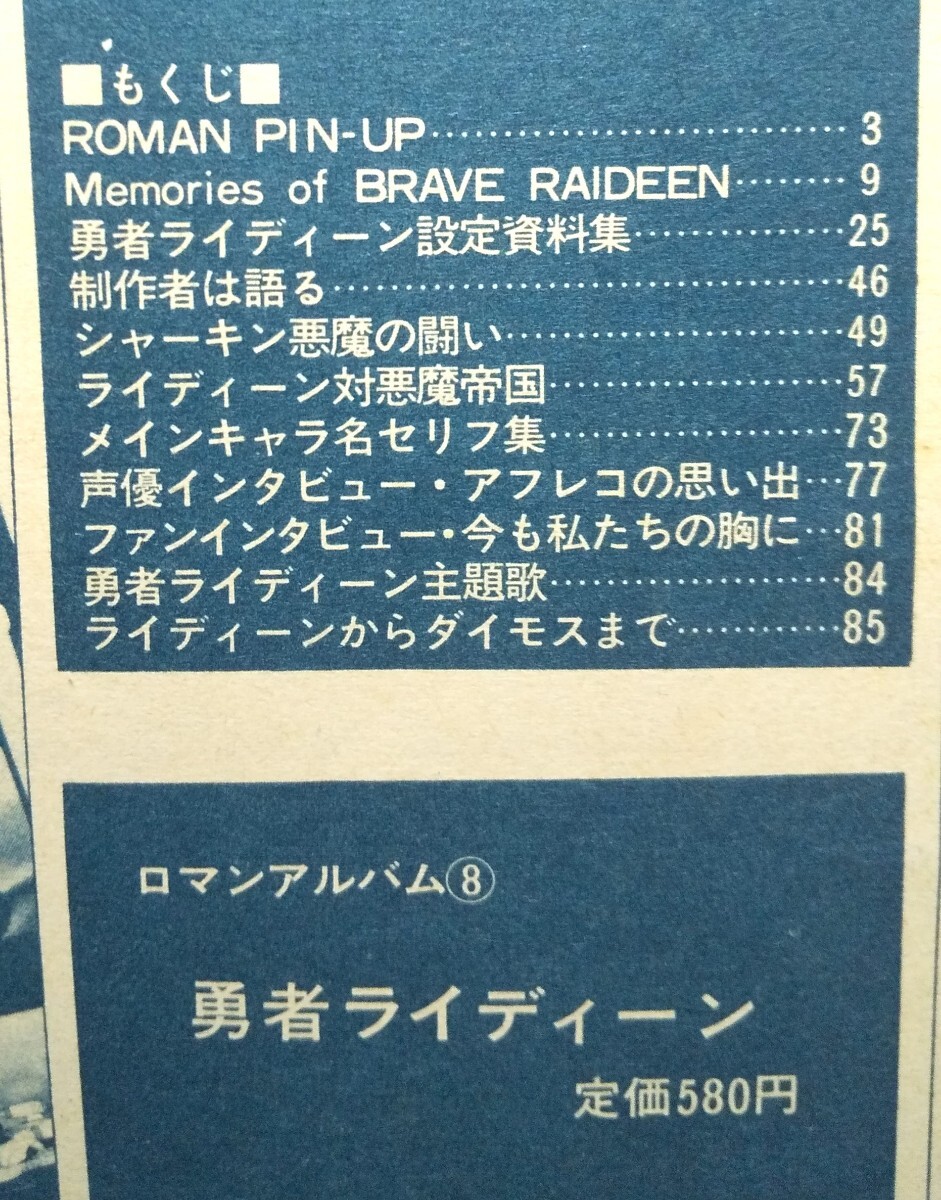 ■もくじ■
ROMAN PIN-UP……………………………3
Memories of BRAVE RAIDEEN………9
勇者ライディーン設定資料集……………25
制作者は語る…………………………………46
シャーキン悪魔の闘い……………………49
ライディーン対悪魔帝国…………………57
メインキャラ名セリフ集…………………73
声優インタビュー・アフレコの思い出…77
ファンインタビュー・今も私たちの胸に…81
勇者ライディーン主題歌…………………84
ライディーンからダイモスまで…………85
ロマンアルバム⑧
勇者ライディーン
定価580円